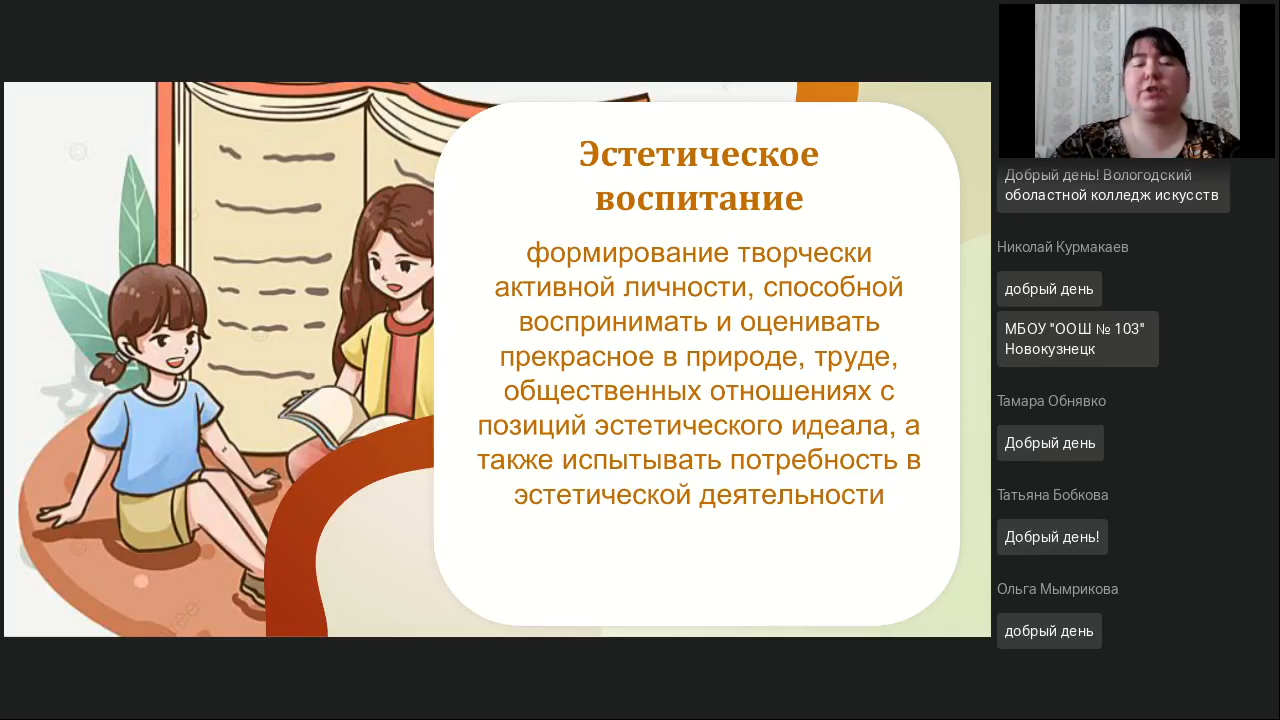 Эстетическое
воспитание
формирование творчески
активной личности, способной
воспринимать и оценивать
прекрасное в природе, труде,
общественных отношениях с
позиций эстетического идеала, а
также испытывать потребность в
эстетической деятельности
Добрый день! Вологодский
оболастной колледж искусств
Николай Курмакаев
добрый день
МБОУ "ООШ № 103"
Новокузнецк
Тамара Обнявко
Добрый день
Татьяна Бобкова
Добрый день!
Ольга Мымрикова
добрый день